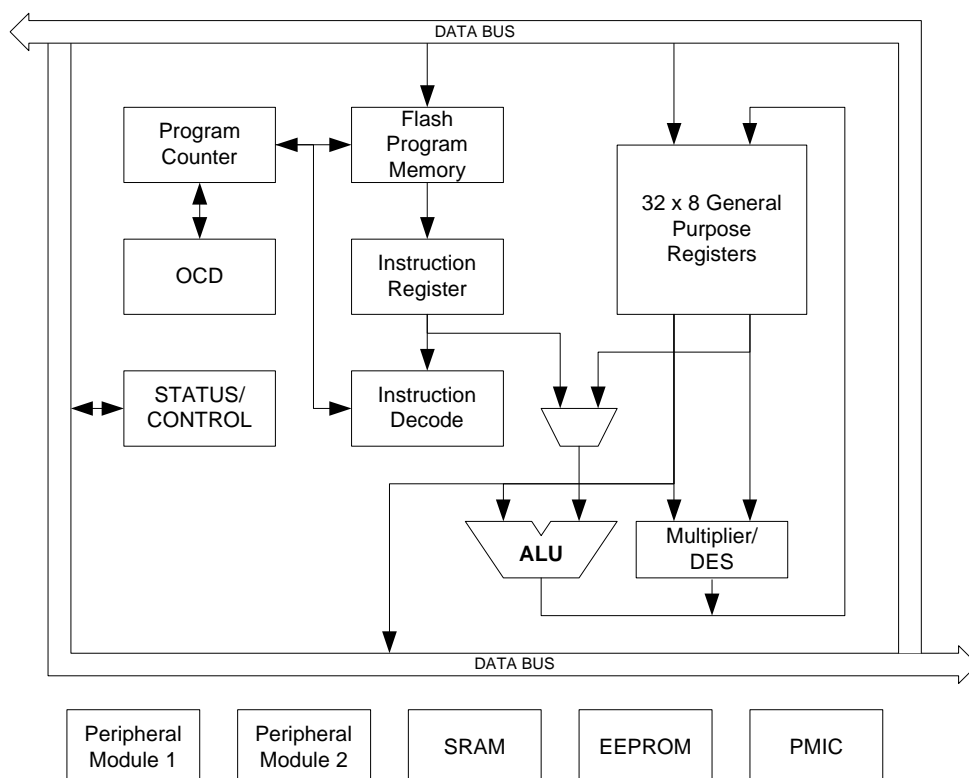 DATA BUS
Program
Counter
Flash
Program
Memory
32 x 8 General
Purpose
Registers
OCD
Instruction
Register
STATUS/
CONTROL
Instruction
Decode
ALU
Multiplier/
DES
DATA BUS
Peripheral
Module 1
Peripheral
Module 2
SRAM
EEPROM
PMIC